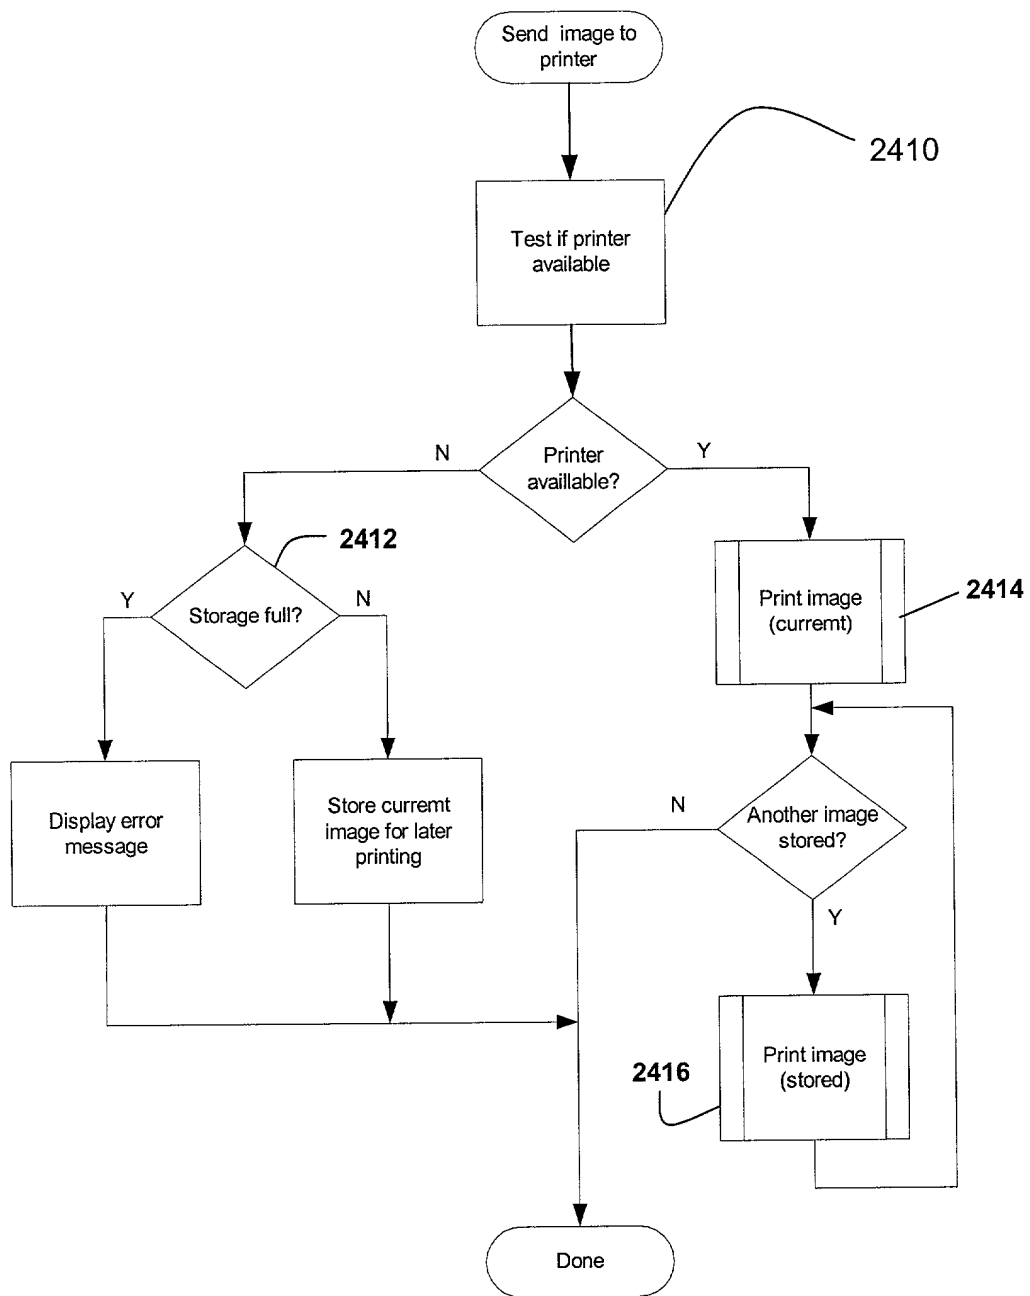 Send image to
printer
2410
Test if printer
available
N
Y
Printer
availlable?
2412
Y
N
Storage full?
Print image
(curremt)
2414
Display error
message
Store curremt
image for later
printing
N
Another image
stored?
Y
Print image
(stored)
2416
Done